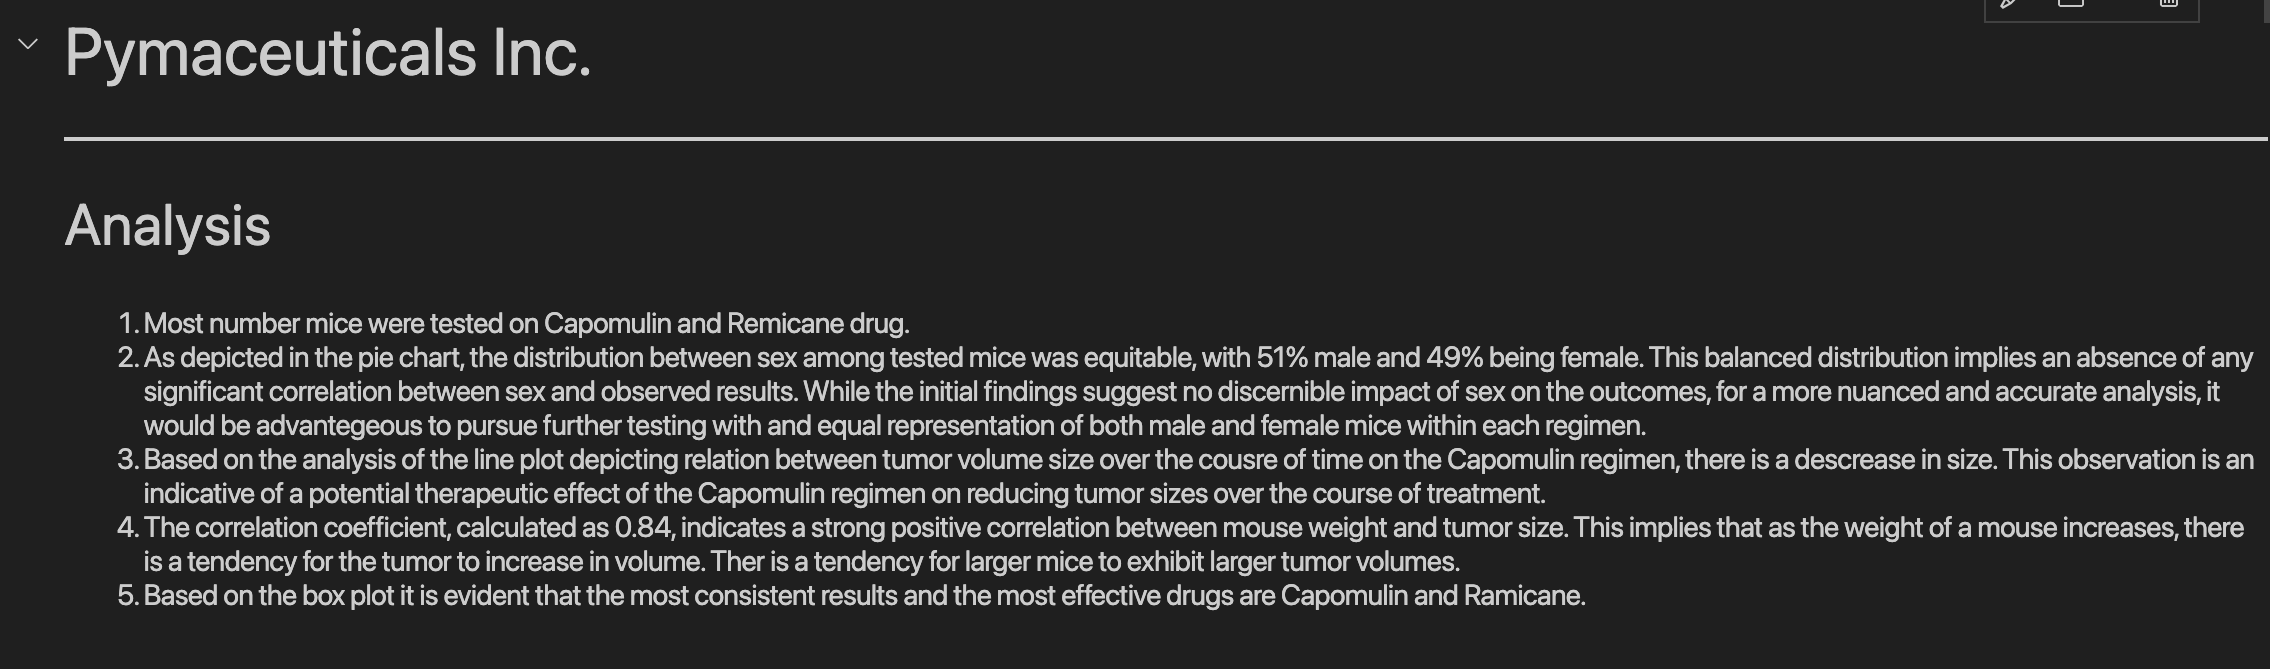 Pymaceuticals Inc.
Analysis
1. Most number mice were tested on Capomulin and Remicane drug.
2. As depicted in the pie chart, the distribution between sex among tested mice was equitable, with 51% male and 49% being female. This balanced distribution implies an absence of any
significant correlation between sex and observed results. While the initial findings suggest no discernible impact of sex on the outcomes, for a more nuanced and accurate analysis, it
would be advantegeous to pursue further testing with and equal representation of both male and female mice within each regimen.
3. Based on the analysis of the line plot depicting relation between tumor volume size over the cousre of time on the Capomulin regimen, there is a descrease in size. This observation is an
indicative of a potential therapeutic effect of the Capomulin regimen on reducing tumor sizes over the course of treatment.
4. The correlation coefficient, calculated as 0.84, indicates a strong positive correlation between mouse weight and tumor size. This implies that as the weight of a mouse increases, there
is a tendency for the tumor to increase in volume. Ther is a tendency for larger mice to exhibit larger tumor volumes.
5. Based on the box plot it is evident that the most consistent results and the most effective drugs are Capomulin and Ramicane.